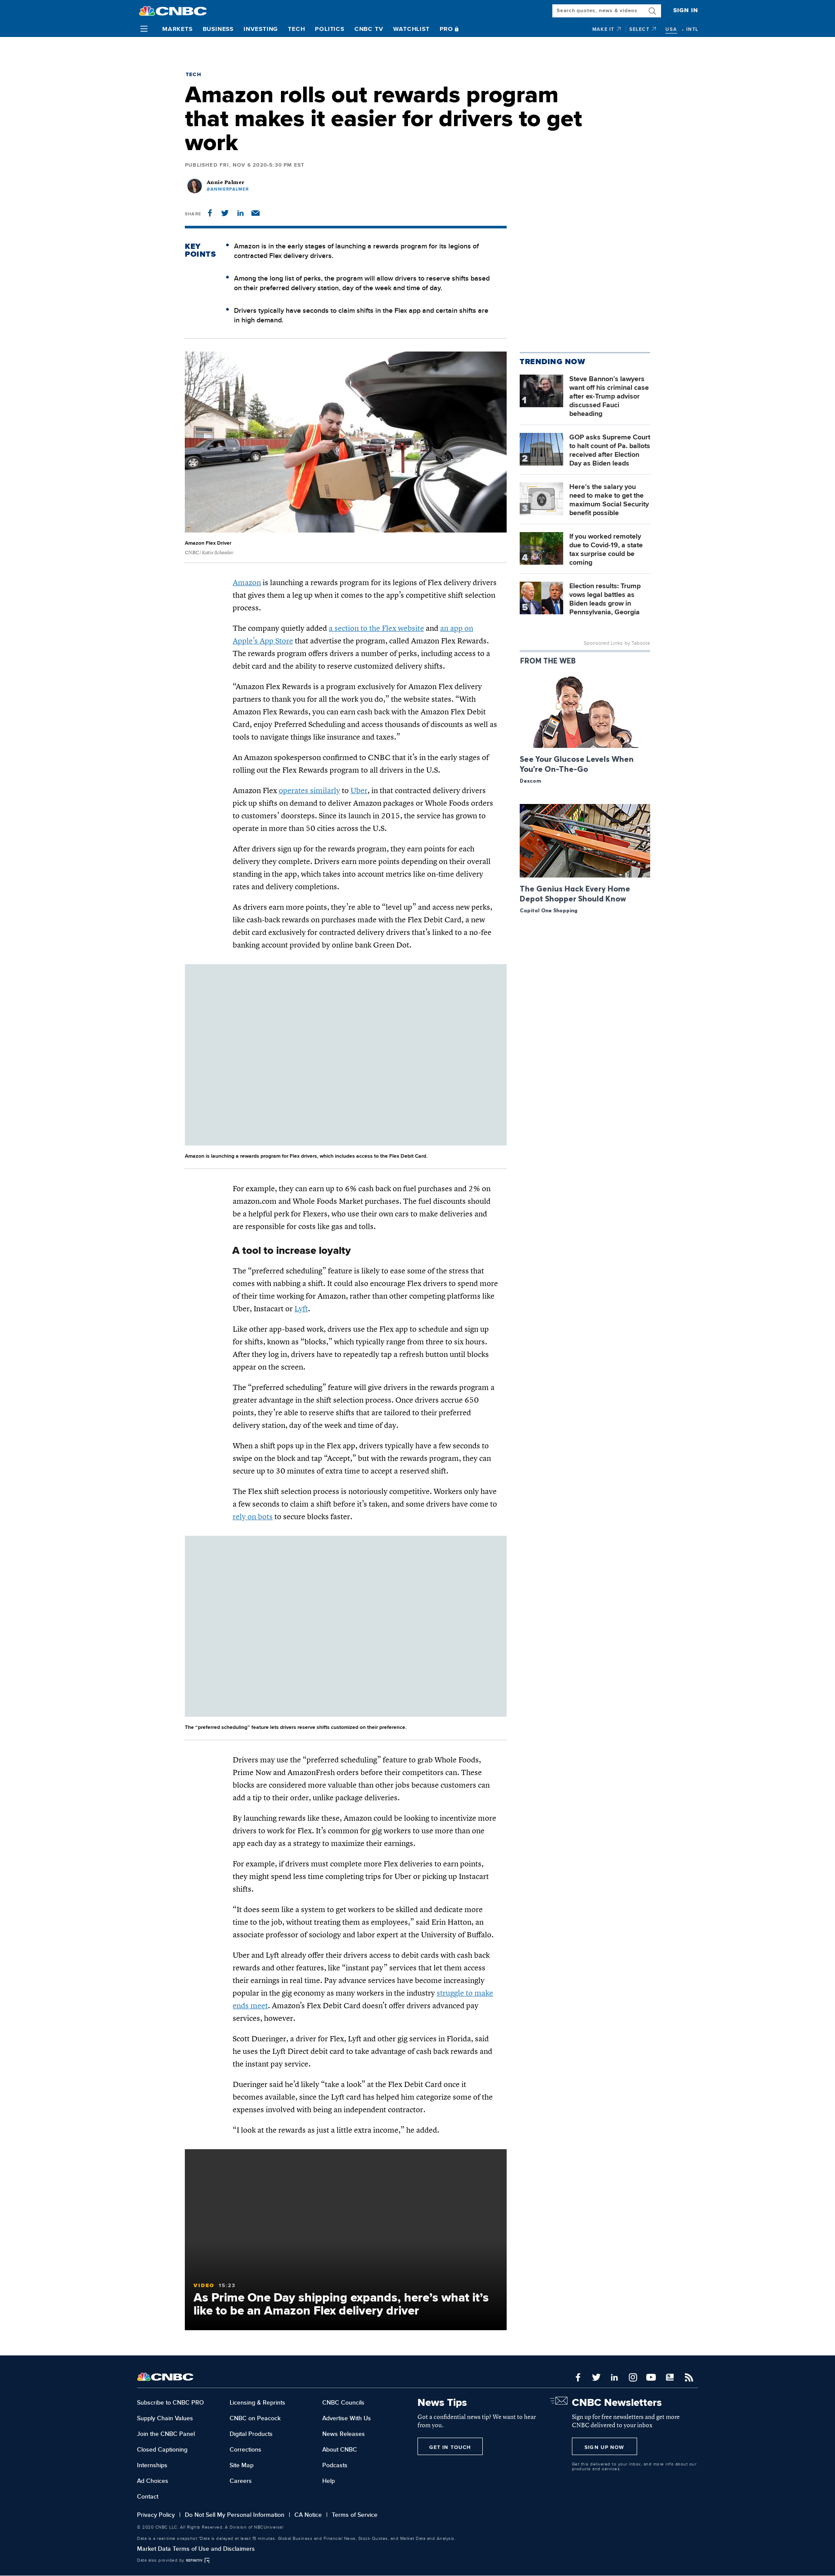 CNBC
Search quotes, news & videos
SIGN IN
MARKETS BUSINESS INVESTING TECH POLITICS CNBC TV WATCHLIST PRO
MAKE IT SELECT USA INTL
TECH
Amazon rolls out rewards program
that makes it easier for drivers to get
work
PUBLISHED FRI, NOV 6 2020 5:30 PM EST
Annie Palmer
@ANNIERPALMER
SHARE
KEY
POINTS
Amazon is in the early stages of launching a rewards program for its legions of
contracted Flex delivery drivers.
Among the long list of perks, the program will allow drivers to reserve shifts based
on their preferred delivery station, day of the week and time of day.
Drivers typically have seconds to claim shifts in the Flex app and certain shifts are
in high demand.
Amazon Flex Driver
CNBC | Katie Schoolov
Amazon is launching a rewards program for its legions of Flex delivery drivers
that gives them a leg up when it comes to the app's competitive shift selection
process.
The company quietly added a section to the Flex website and an app on
Apple's App Store that advertise the program, called Amazon Flex Rewards.
The rewards program offers drivers a number of perks, including access to a
debit card and the ability to reserve customized delivery shifts.
"Amazon Flex Rewards is a program exclusively for Amazon Flex delivery
partners to thank you for all the work you do," the website states. "With
Amazon Flex Rewards, you can earn cash back with the Amazon Flex Debit
Card, enjoy Preferred Scheduling and access thousands of discounts as well as
tools to navigate things like insurance and taxes."
An Amazon spokesperson confirmed to CNBC that it's in the early stages of
rolling out the Flex Rewards program to all drivers in the U.S.
Amazon Flex operates similarly to Uber, in that contracted delivery drivers
pick up shifts on demand to deliver Amazon packages or Whole Foods orders
to customers' doorsteps. Since its launch in 2015, the service has grown to
operate in more than 50 cities across the U.S.
After drivers sign up for the rewards program, they earn points for each
delivery they complete. Drivers earn more points depending on their overall
standing in the app, which takes into account metrics like on-time delivery
rates and delivery completions.
As drivers earn more points, they're able to "level up" and access new perks,
like cash-back rewards on purchases made with the Flex Debit Card, a new
debit card exclusively for contracted delivery drivers that's linked to a no-fee
banking account provided by online bank Green Dot.
Amazon is launching a rewards program for Flex drivers, which includes access to the Flex Debit Card.
For example, they can earn up to 6% cash back on fuel purchases and 2% on
amazon.com and Whole Foods Market purchases. The fuel discounts should
be a helpful perk for Flexers, who use their own cars to make deliveries and
are responsible for costs like gas and tolls.
A tool to increase loyalty
The "preferred scheduling" feature is likely to ease some of the stress that
comes with nabbing a shift. It could also encourage Flex drivers to spend more
of their time working for Amazon, rather than other competing platforms like
Uber, Instacart or Lyft.
Like other app-based work, drivers use the Flex app to schedule and sign up
for shifts, known as "blocks," which typically range from three to six hours.
After they log in, drivers have to repeatedly tap a refresh button until blocks
appear on the screen.
The "preferred scheduling" feature will give drivers in the rewards program a
greater advantage in the shift selection process. Once drivers accrue 650
points, they're able to reserve shifts that are tailored to their preferred
delivery station, day of the week and time of day.
When a shift pops up in the Flex app, drivers typically have a few seconds to
swipe on the block and tap "Accept," but with the rewards program, they can
secure up to 30 minutes of extra time to accept a reserved shift.
The Flex shift selection process is notoriously competitive. Workers only have
a few seconds to claim a shift before it's taken, and some drivers have come to
rely on bots to secure blocks faster.
The "preferred scheduling" feature lets drivers reserve shifts customized on their preference.
Drivers may use the "preferred scheduling" feature to grab Whole Foods,
Prime Now and AmazonFresh orders before their competitors can. These
blocks are considered more valuable than other jobs because customers can
add a tip to their order, unlike package deliveries.
By launching rewards like these, Amazon could be looking to incentivize more
drivers to work for Flex. It's common for gig workers to use more than one
app each day as a strategy to maximize their earnings.
For example, if drivers must complete more Flex deliveries to earn points,
they might spend less time completing trips for Uber or picking up Instacart
shifts.
"It does seem like a system to get workers to be skilled and dedicate more
time to the job, without treating them as employees," said Erin Hatton, an
associate professor of sociology and labor expert at the University of Buffalo.
Uber and Lyft already offer their drivers access to debit cards with cash back
rewards and other features, like "instant pay" services that let them access
their earnings in real time. Pay advance services have become increasingly
popular in the gig economy as many workers in the industry struggle to make
ends meet. Amazon's Flex Debit Card doesn't offer drivers advanced pay
services, however.
Scott Dueringer, a driver for Flex, Lyft and other gig services in Florida, said
he uses the Lyft Direct debit card to take advantage of cash back rewards and
the instant pay service.
Dueringer said he'd likely "take a look" at the Flex Debit Card once it
becomes available, since the Lyft card has helped him categorize some of the
expenses involved with being an independent contractor.
"I look at the rewards as just a little extra income," he added.
VIDEO 15:23
As Prime One Day shipping expands, here's what it's
like to be an Amazon Flex delivery driver
TRENDING NOW
1
Steve Bannon's lawyers
want off his criminal case
after ex-Trump advisor
discussed Fauci
beheading
2
GOP asks Supreme Court
to halt count of Pa. ballots
received after Election
Day as Biden leads
3
Here's the salary you
need to make to get the
maximum Social Security
benefit possible
4
If you worked remotely
due to Covid-19, a state
tax surprise could be
coming
5
Election results: Trump
vows legal battles as
Biden leads grow in
Pennsylvania, Georgia
Sponsored Links by Taboola
FROM THE WEB
See Your Glucose Levels When
You're On-The-Go
Dexcom
The Genius Hack Every Home
Depot Shopper Should Know
Capital One Shopping
CNBC
Subscribe to CNBC PRO
Supply Chain Values
Join the CNBC Panel
Closed Captioning
Internships
Ad Choices
Contact
Licensing & Reprints
CNBC on Peacock
Digital Products
Corrections
Site Map
Careers
CNBC Councils
Advertise With Us
News Releases
About CNBC
Podcasts
Help
News Tips
Got a confidential news tip? We want to hear
from you.
GET IN TOUCH
CNBC Newsletters
Sign up for free newsletters and get more
CNBC delivered to your inbox
SIGN UP NOW
Get this delivered to your inbox, and more info about our
products and services.
Privacy Policy | Do Not Sell My Personal Information | CA Notice | Terms of Service
© 2020 CNBC LLC. All Rights Reserved. A Division of NBCUniversal
Data is a real-time snapshot *Data is delayed at least 15 minutes. Global Business and Financial News, Stock Quotes, and Market Data and Analysis.
Market Data Terms of Use and Disclaimers
Data also provided by REFINITIV